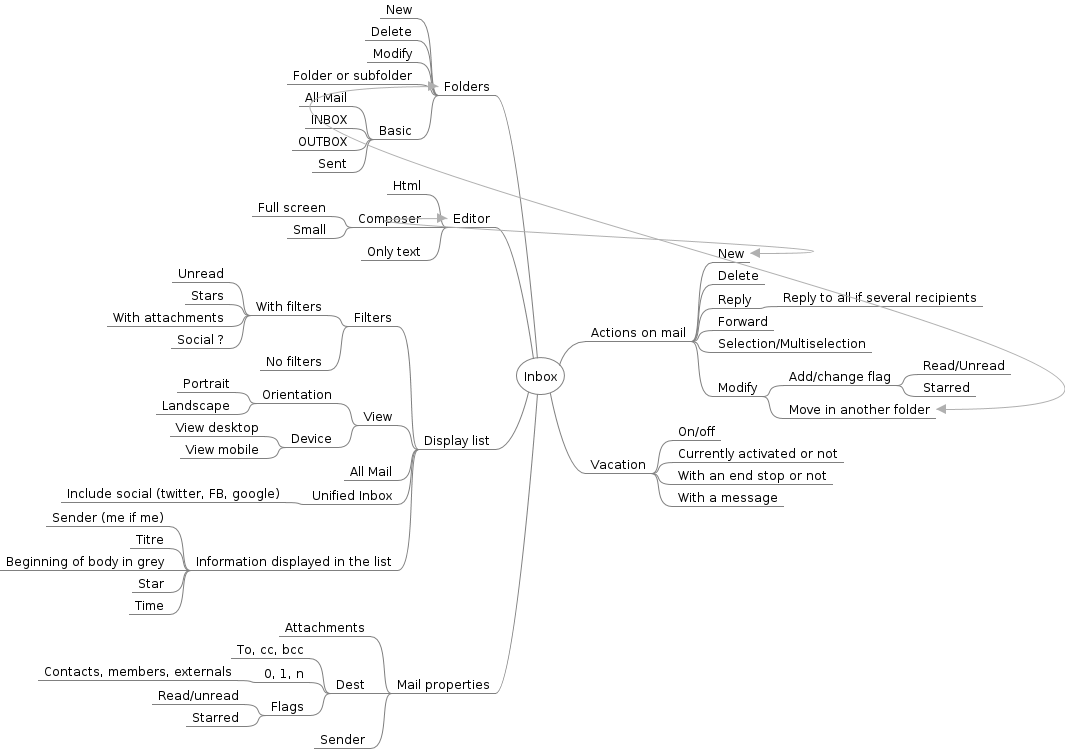 New
Delete
Modify
Folder or subfolder
Folders
All Mail
INBOX
Basic
OUTBOX
Sent
Html
Full screen
Composer
Editor
Small
Only text
Unread
Stars
With filters
With attachments
Filters
Social ?
No filters
Portrait
Orientation
Landscape
View
View desktop
Device
View mobile
Display list
All Mail
Include social (twitter, FB, google)
Unified Inbox
Sender (me if me)
Titre
Beginning of body in grey
Information displayed in the list
Star
Time
Attachments
To, cc, bcc
Contacts, members, externals
0, 1, n
Dest
Mail properties
Read/unread
Flags
Starred
Sender
Inbox
New
Delete
Reply
Reply to all if several recipients
Forward
Actions on mail
Selection/Multiselection
Read/Unread
Add/change flag
Modify
Starred
Move in another folder
On/off
Currently activated or not
Vacation
With an end stop or not
With a message